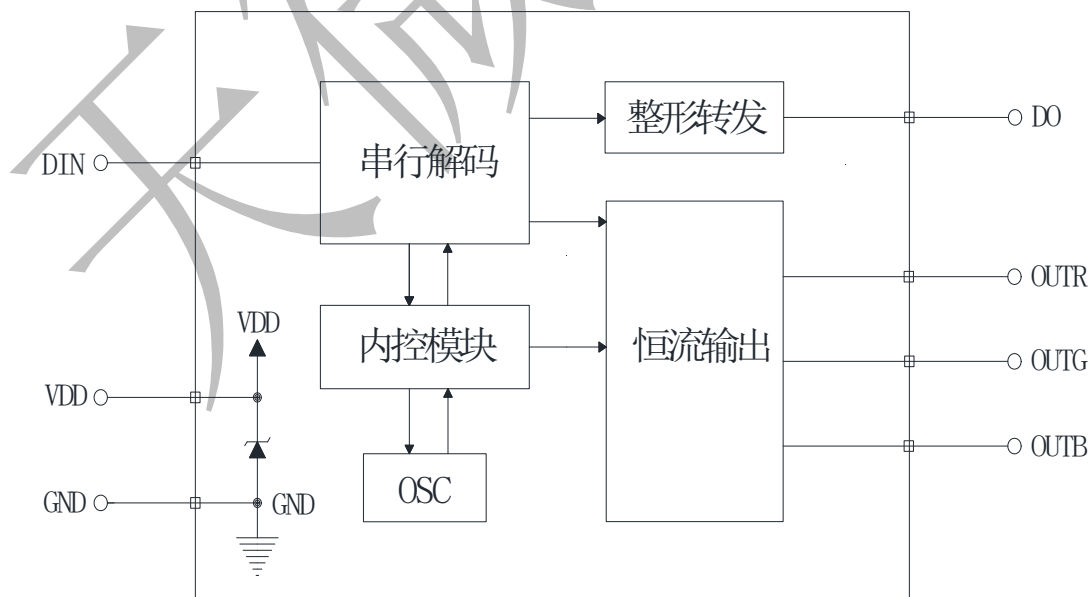 整形转发
DO
DIN
串行解码
OUTR
VDD
内控模块
恒流输出
OUTG
VDD
OUTB
OSC
GND
GND